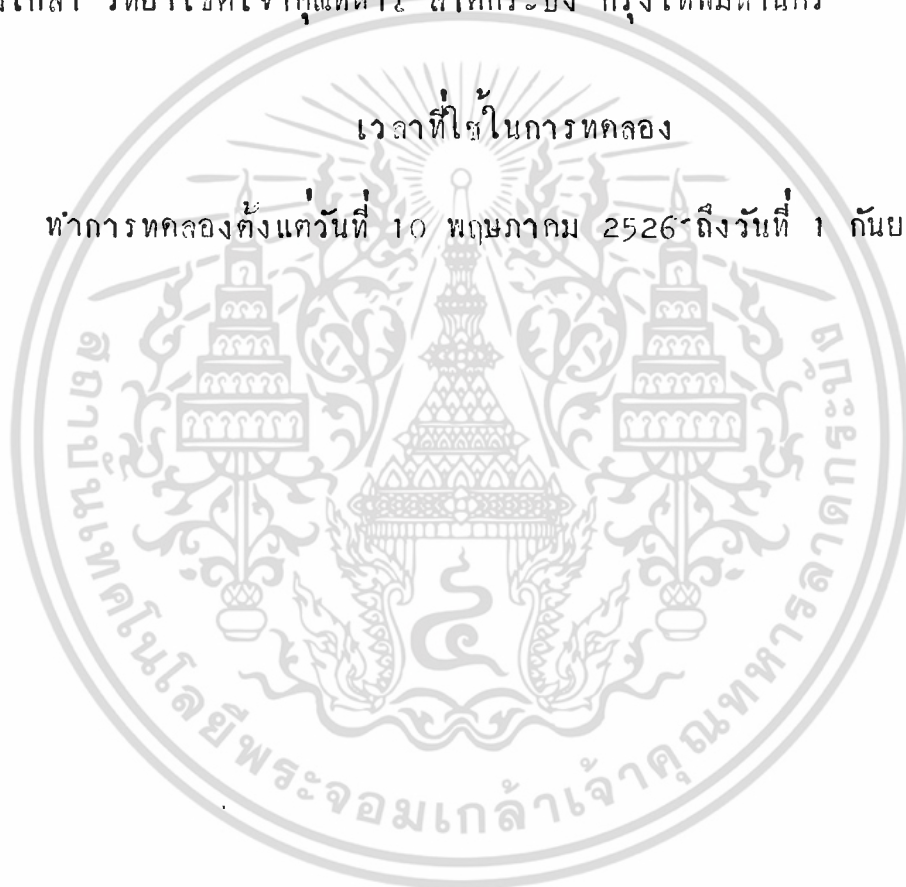 วิทยาเขตเจ้าคุณทหาร ลาดกระบัง กรุงเทพมหานคร
เวลาที่ใช้ในการทดลอง
ทำการทดลองตั้งแต่วันที่ 10 พฤษภาคม 2526 ถึงวันที่ 1 กันย
สถาบันเทคโนโลยีพระจอมเกล้าเจ้าคุณทหารลาดกระบัง
๔